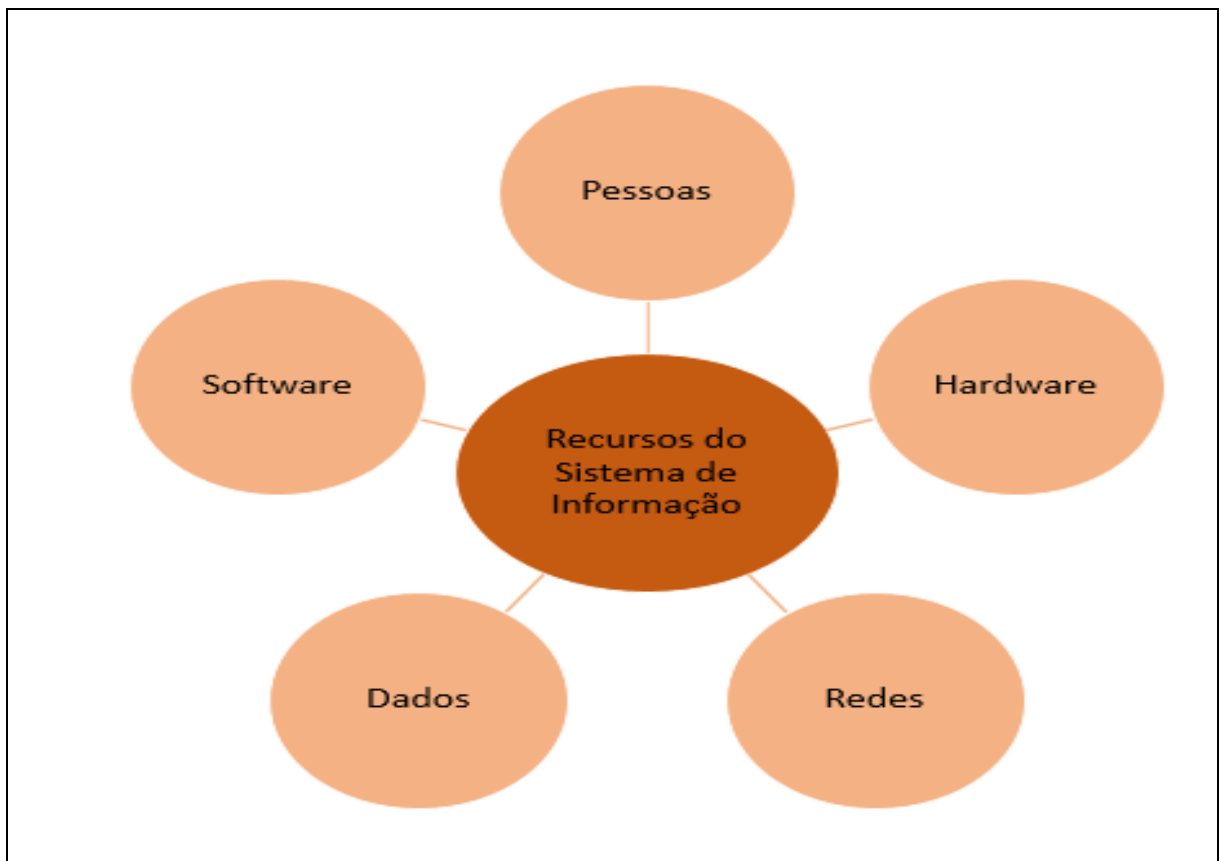 Pessoas
Software
Hardware
Recursos do
Sistema de
Informação
Dados
Redes